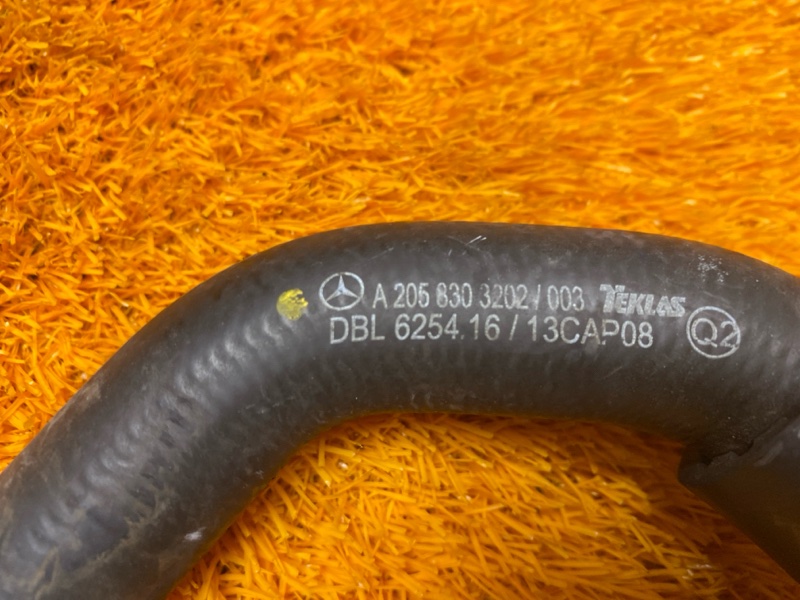 A 205 830 3202 / 003 TEKLAS
DBL 6254.16 / 13CAP08 Q2